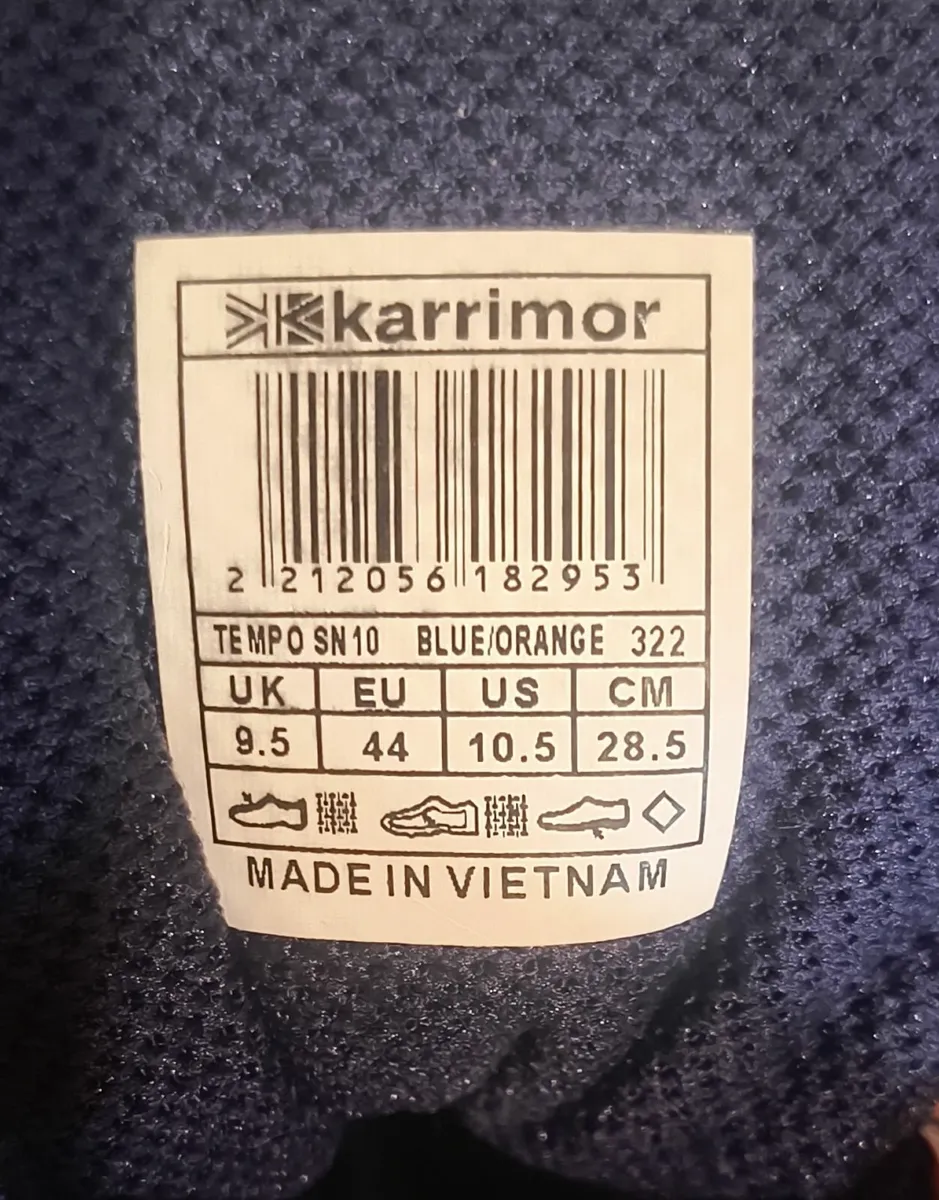 karrimor
2 212056 182953
TEMPO SN10 BLUE/ORANGE 322
UK EU US CM
9.5 44 10.5 28.5
MADE IN VIETNAM